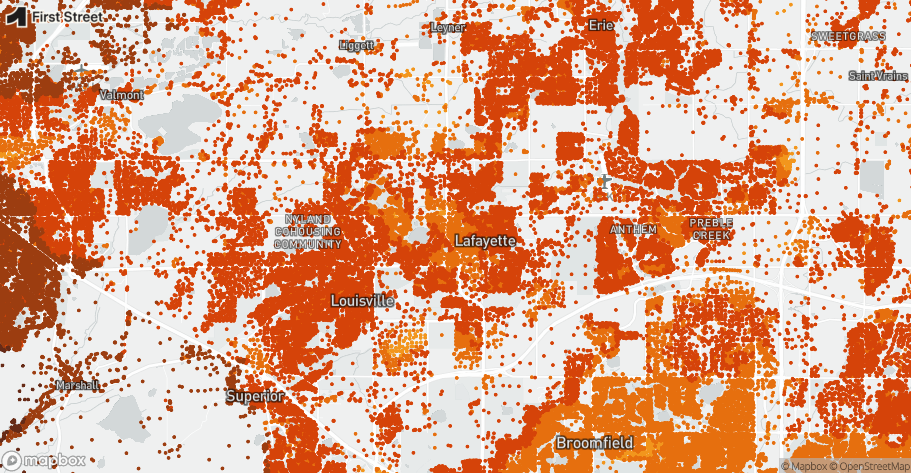 First Street
Leyner
Erie
Liggett
SWEETGRASS
Saint Vrains
Valmont
NYLAND
COHOUSING
COMMUNITY
Lafayette
ANTHEM
PREBLE
CREEK
Louisville
Marshall
Superior
Broomfield
mapbox
© Mapbox © OpenStreetMap